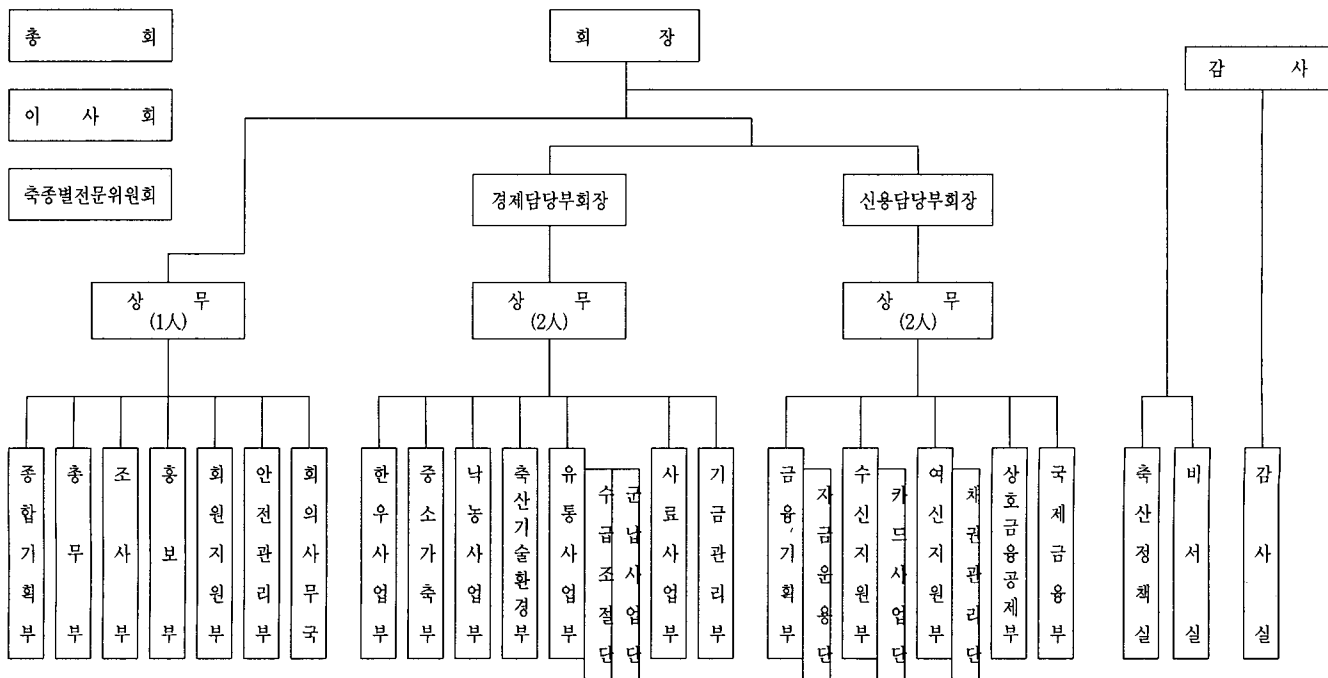 총 회
회 장
감 사
이 사 회
축종별전문위원회
경제담당부회장
신용담당부회장
상 무
(1人)
상 무
(2人)
상 무
(2人)
종합기획부
총무부
조사부
홍보부
회원지원부
안전관리부
회의사무국
한우사업부
중소가축부
낙농사업부
축산기술환경부
유통사업부
수급조절단
군납사업단
사료사업부
기금관리부
금융기획부
자금운용단
수신지원부
카드사업단
여신지원부
채권관리단
상호금융공제부
국제금융부
축산정책실
비서실
감사실